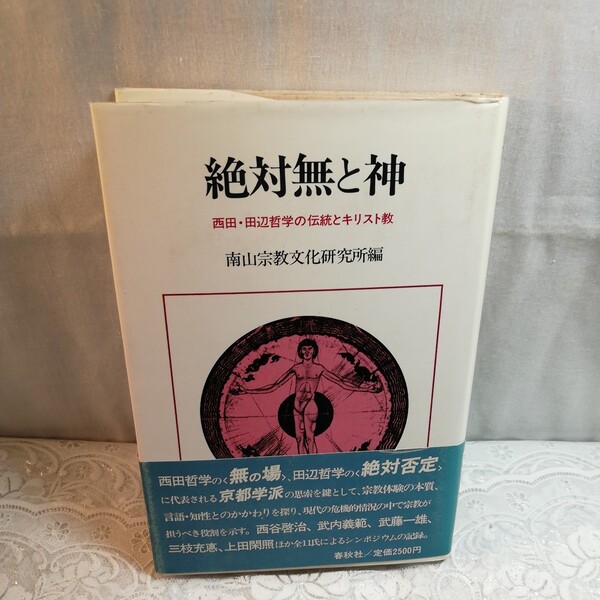 絶対無と神
西田・田辺哲学の伝統とキリスト教
南山宗教文化研究所編
西田哲学の〈無の場〉、田辺哲学の〈絶対否定〉
に代表される京都学派の思索を鍵として、宗教体験の本質、
言語・知性とのかかわりを探り、現代の危機的情況の中で宗教が
担うべき役割を示す。西谷啓治、武内義範、武藤一雄、
三枝充悳、上田閑照ほか全11氏によるシンポジウムの記録。
春秋社/定価2500円